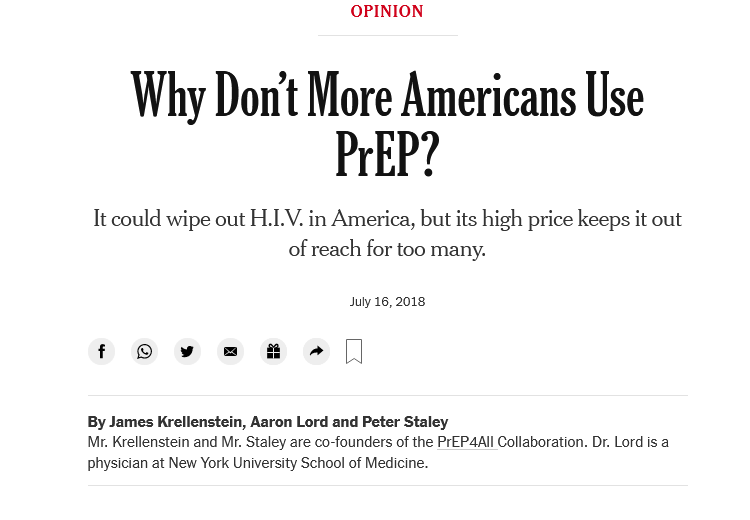 OPINION
Why Don’t More Americans Use
PrEP?
It could wipe out H.I.V. in America, but its high price keeps it out
of reach for too many.
July 16, 2018
By James Krellenstein, Aaron Lord and Peter Staley
Mr. Krellenstein and Mr. Staley are co-founders of the PrEP4All Collaboration. Dr. Lord is a
physician at New York University School of Medicine.